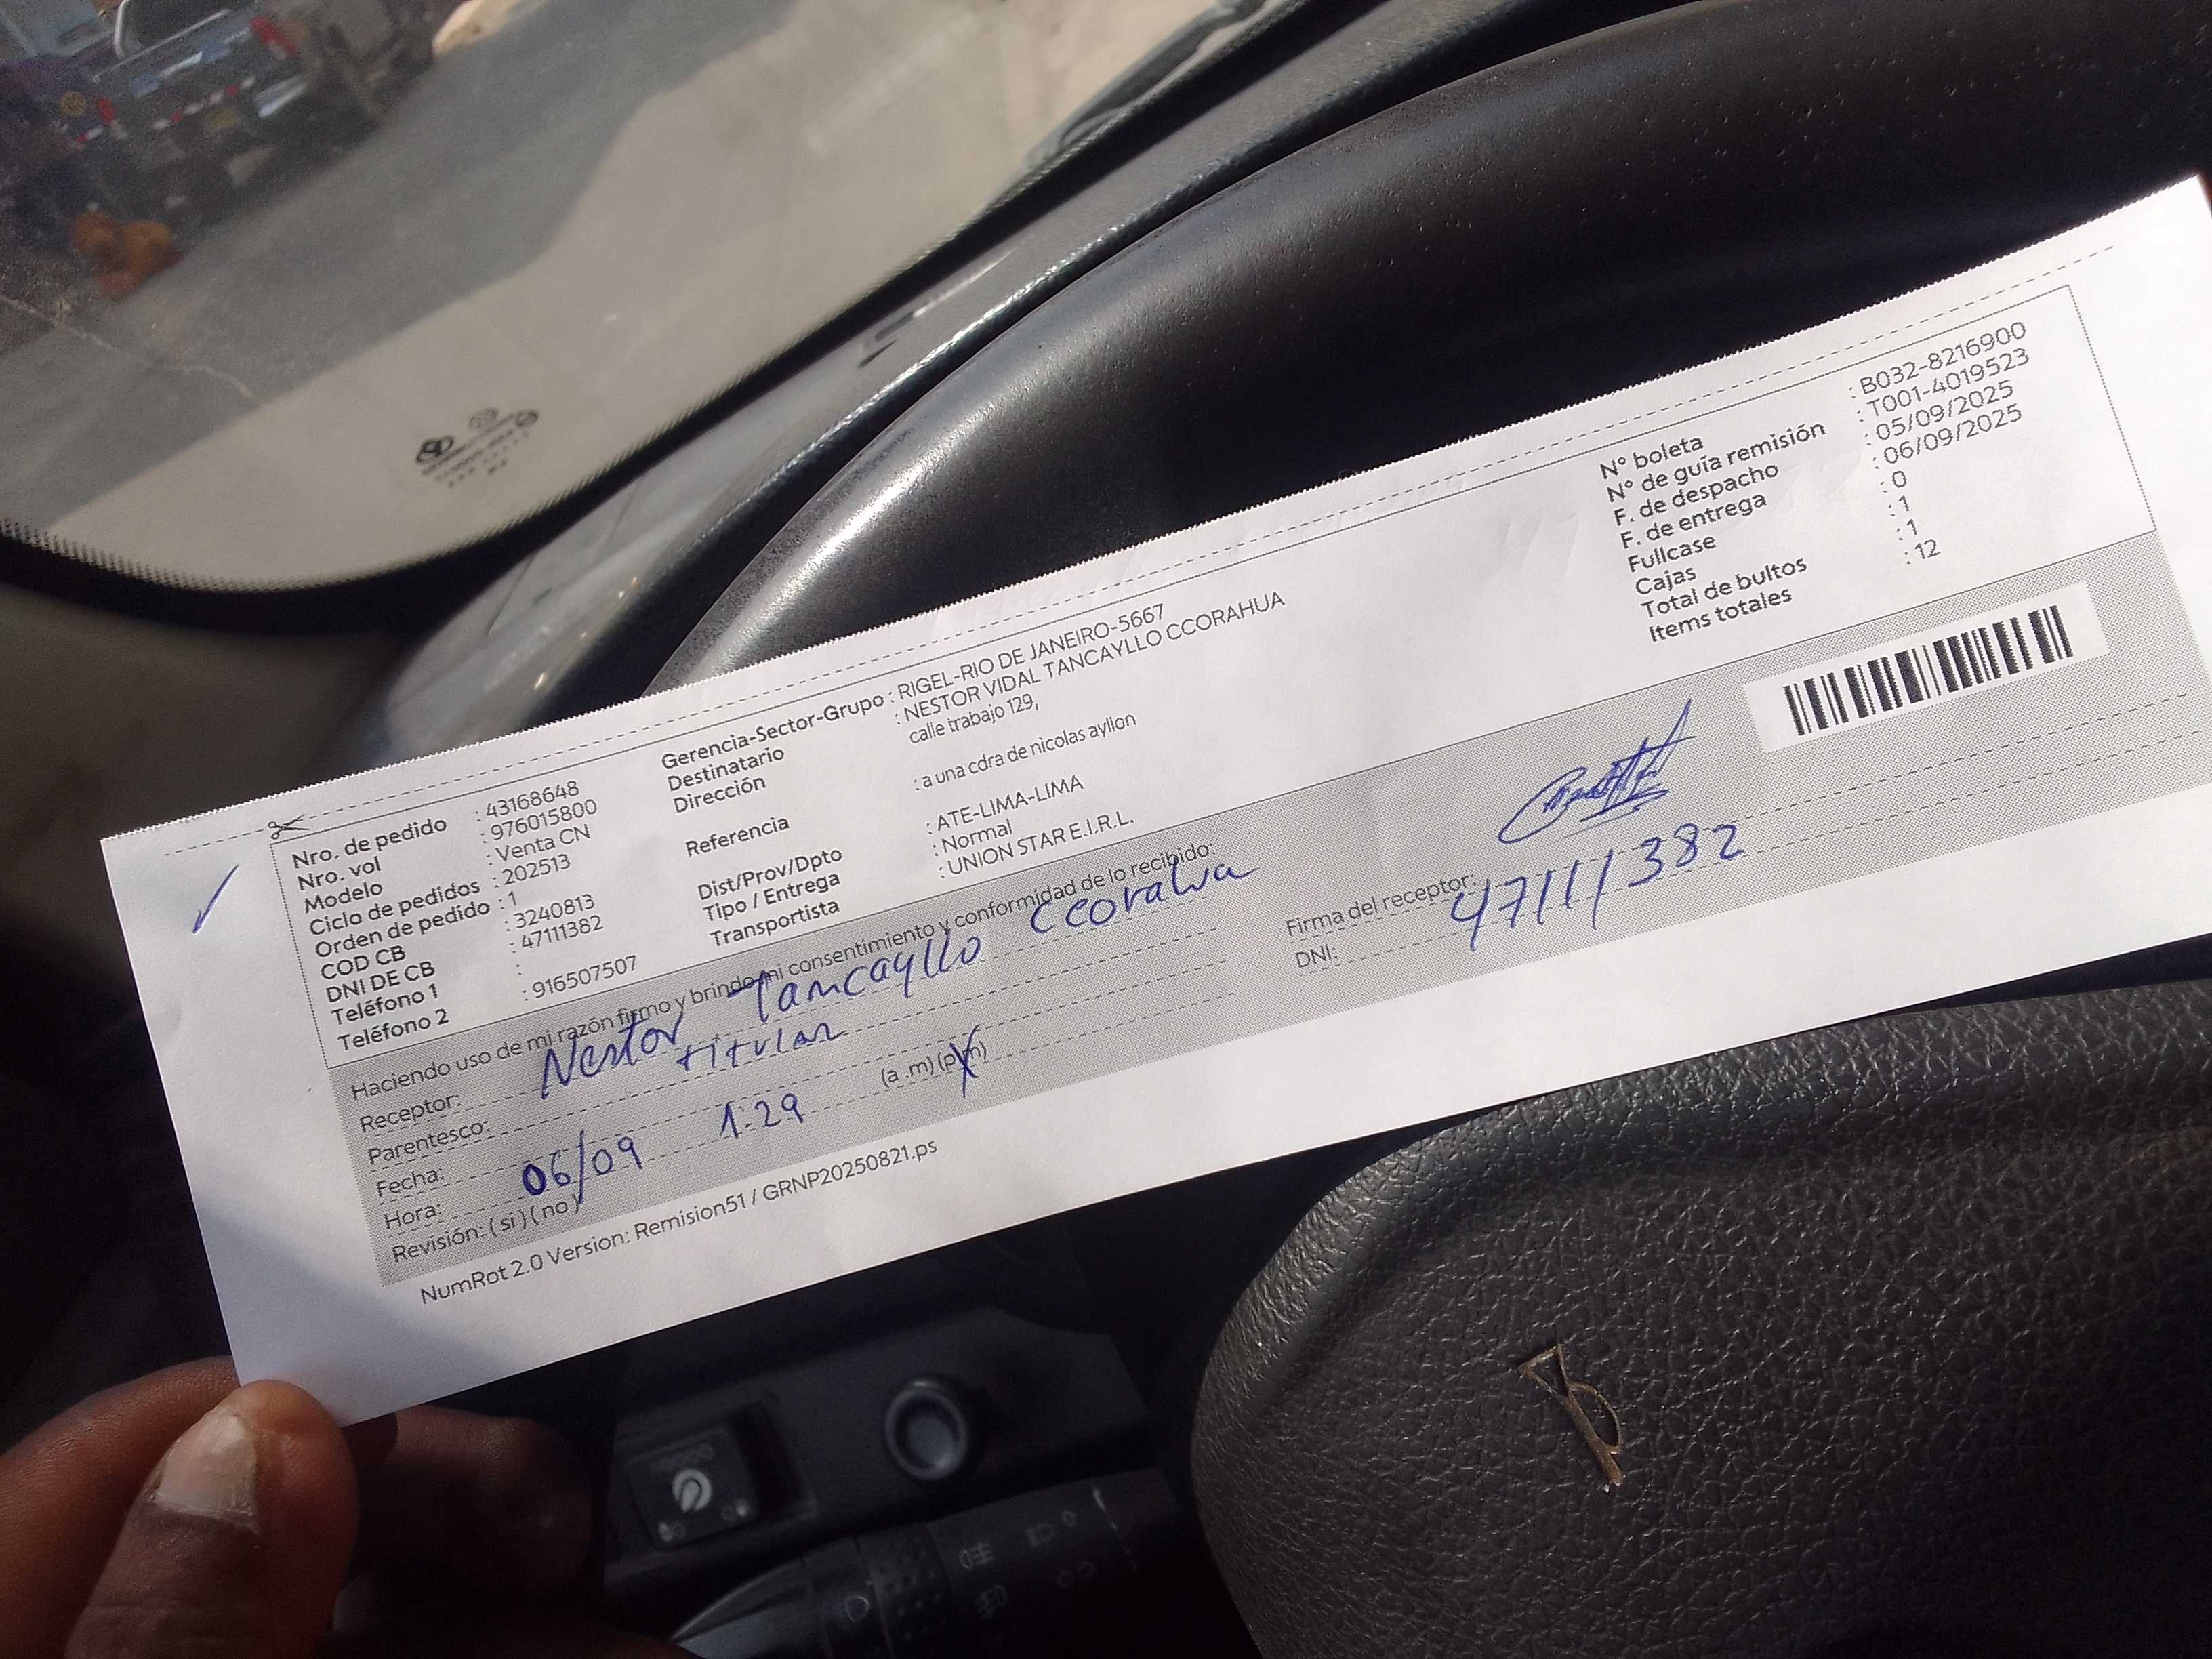 Nro. de pedido : 43168648
Nro. vol : 976015800
Modelo : Venta CN
Ciclo de pedidos : 202513
Orden de pedido : 1
COD CB : 3240813
DNI DE CB : 47111382
Teléfono 1 :
Teléfono 2 : 916507507
Gerencia-Sector-Grupo : RIGEL-RIO DE JANEIRO-5667
Destinatario : NESTOR VIDAL TANCAYLLO CCORAHUA
Dirección calle trabajo 129,
Referencia : a una cdra de nicolas ayllon
Dist/Prov/Dpto : ATE-LIMA-LIMA
Tipo / Entrega : Normal
Transportista : UNION STAR E.I.R.L.
N° boleta : B032-8216900
N° de guía remisión : T001-4019523
F. de despacho : 05/09/2025
F. de entrega : 06/09/2025
Fullcase : 0
Cajas : 1
Total de bultos : 1
Items totales : 12
Haciendo uso de mi razón firmo y brindo mi consentimiento y conformidad de lo recibido:
Receptor: Nestor Tancayllo
Parentesco: titular
Fecha: 06/09 1:29 (a .m) (p.m)
Hora:
Revisión: ( si ) ( no )
Firma del receptor:
DNI: 47111382
NumRot 2.0 Version: Remision51 / GRNP20250821.ps